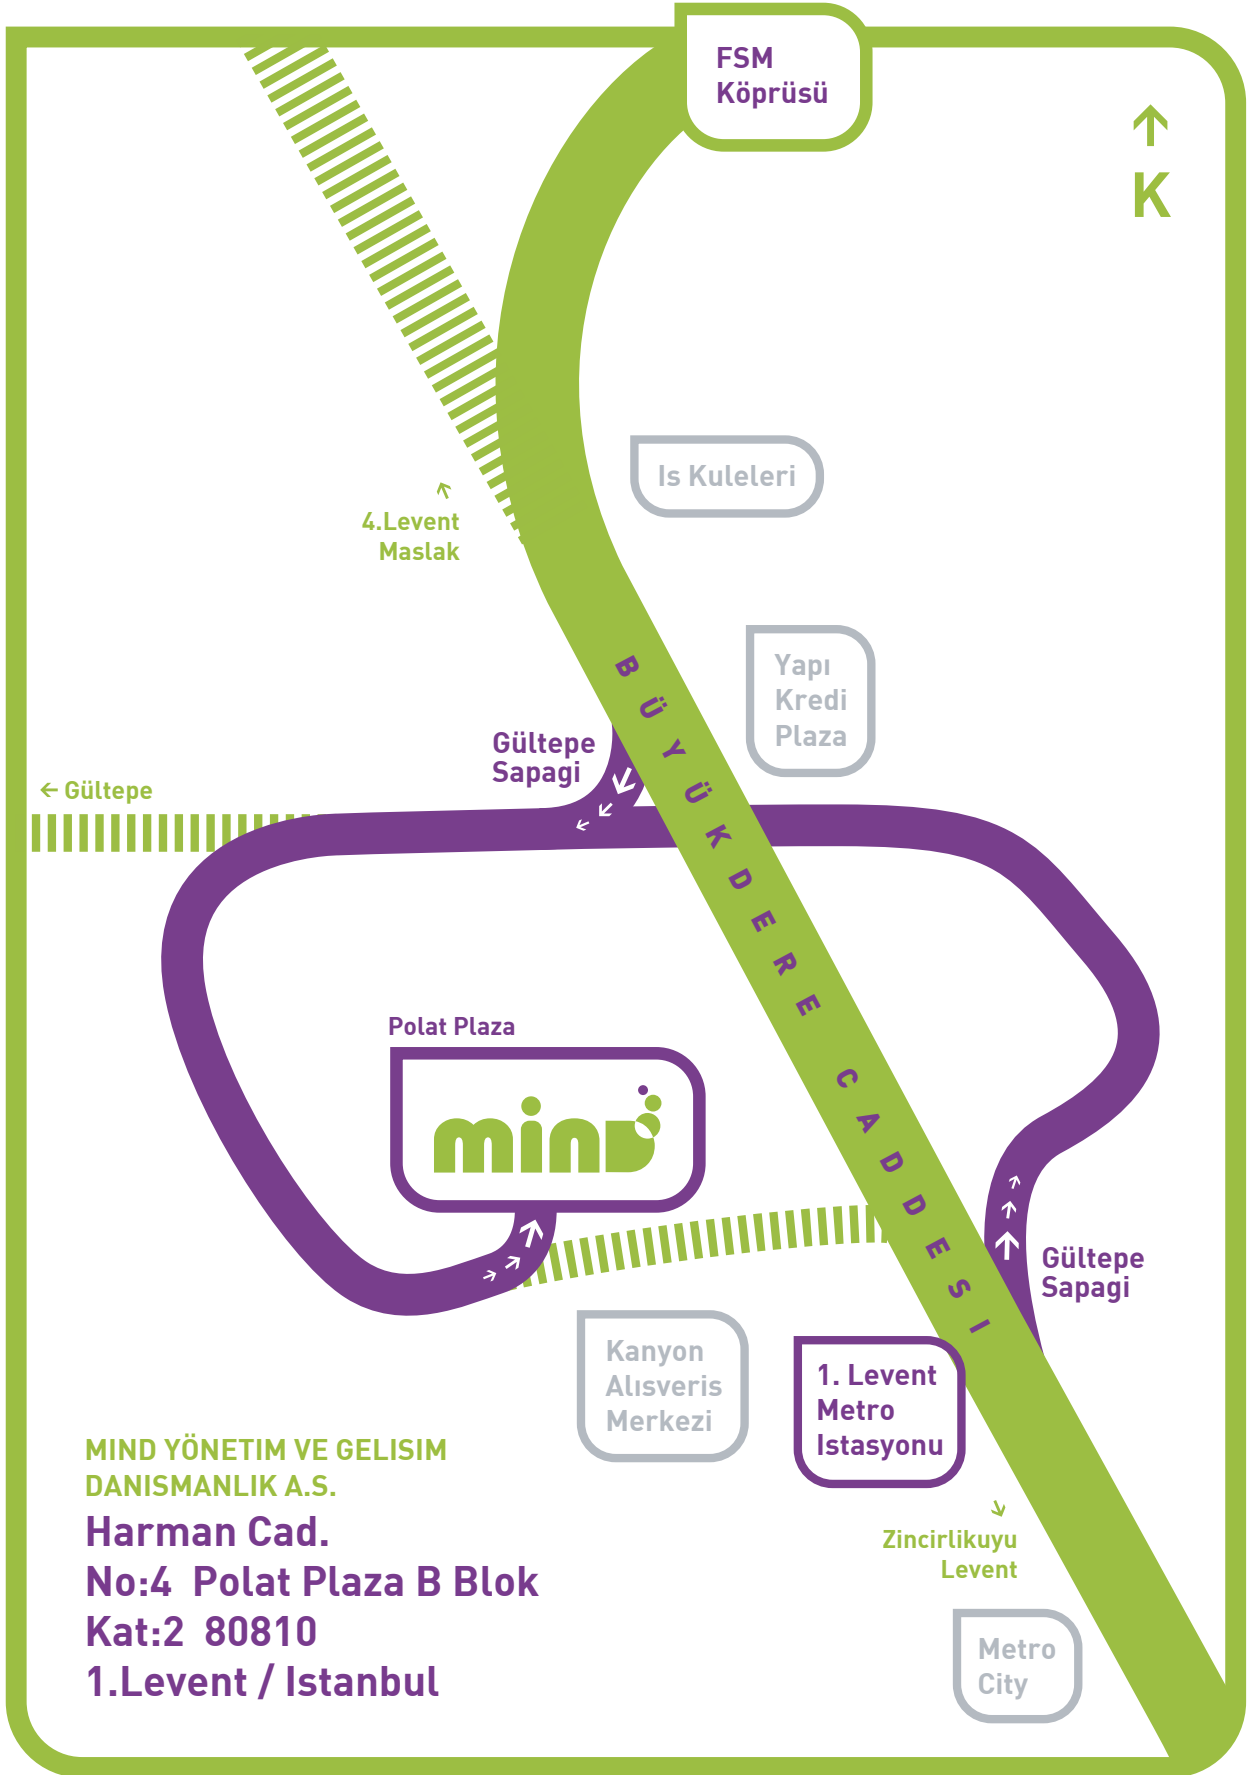 FSM
Köprüsü
K
Is Kuleleri
4.Levent
Maslak
BÜYÜKDERE CADDESI
Yapı
Kredi
Plaza
Gültepe
Sapagi
← Gültepe
Polat Plaza
mind
Gültepe
Sapagi
Kanyon
Alısveris
Merkezi
1. Levent
Metro
Istasyonu
MIND YÖNETIM VE GELISIM
DANISMANLIK A.S.
Harman Cad.
No:4 Polat Plaza B Blok
Kat:2 80810
1.Levent / Istanbul
Zincirlikuyu
Levent
Metro
City